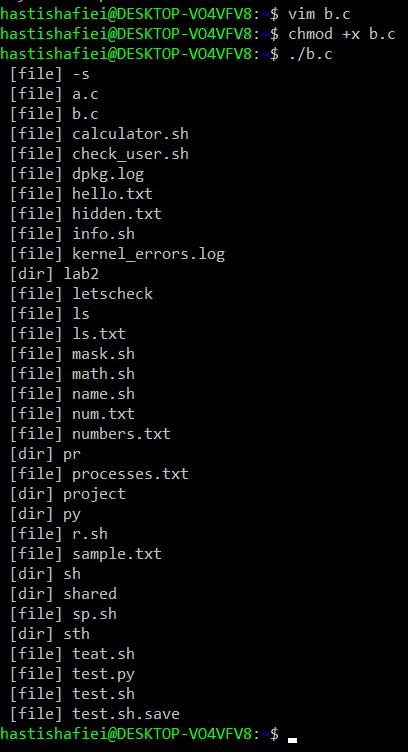 hastishafiei@DESKTOP-VO4VFV8:~$ vim b.c
hastishafiei@DESKTOP-VO4VFV8:~$ chmod +x b.c
hastishafiei@DESKTOP-VO4VFV8:~$ ./b.c
[file] -s
[file] a.c
[file] b.c
[file] calculator.sh
[file] check_user.sh
[file] dpkg.log
[file] hello.txt
[file] hidden.txt
[file] info.sh
[file] kernel_errors.log
[dir] lab2
[file] letscheck
[file] ls
[file] ls.txt
[file] mask.sh
[file] math.sh
[file] name.sh
[file] num.txt
[file] numbers.txt
[dir] pr
[file] processes.txt
[dir] project
[dir] py
[file] r.sh
[file] sample.txt
[dir] sh
[dir] shared
[file] sp.sh
[dir] sth
[file] teat.sh
[file] test.py
[file] test.sh
[file] test.sh.save
hastishafiei@DESKTOP-VO4VFV8:~$